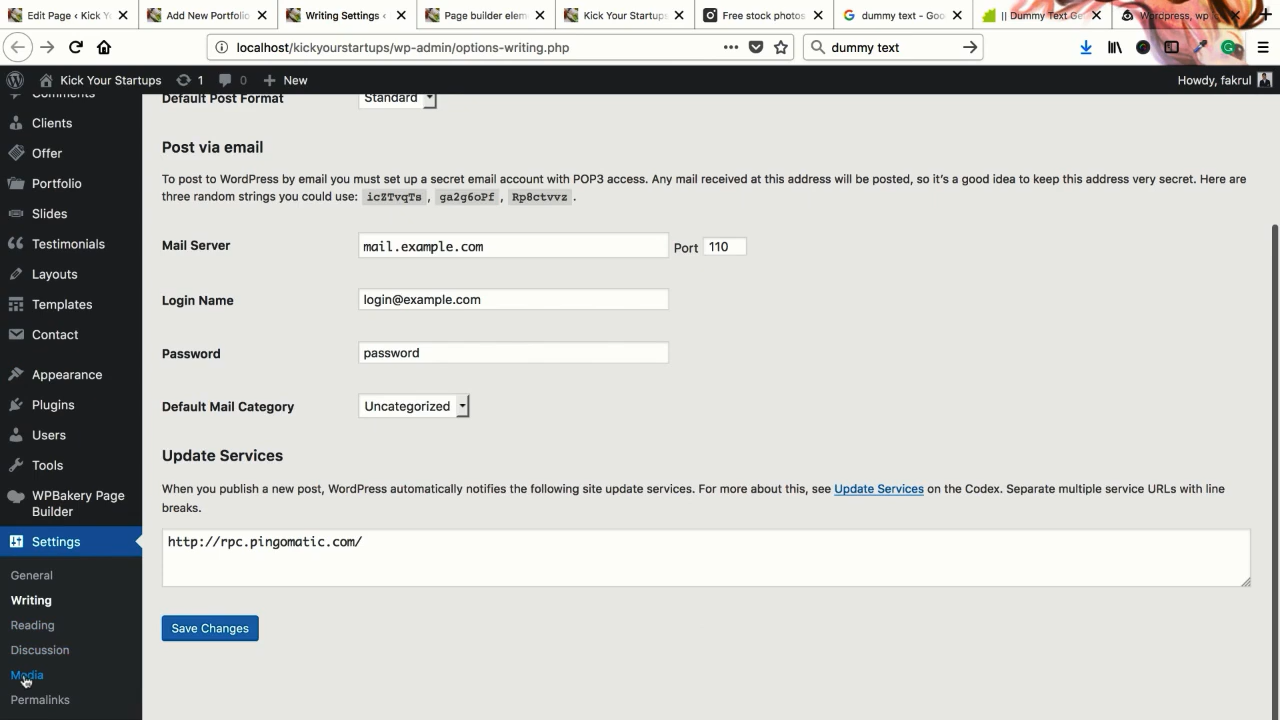 Edit Page ‹ Kick Y
Add New Portfolio
Writing Settings ‹
Page builder elem
Kick Your Startups
Free stock photos
dummy text - Goo
|| Dummy Text Ge
Wordpress, wp
localhost/kickyourstartups/wp-admin/options-writing.php
dummy text
Kick Your Startups
1
0
New
Howdy, fakrul
Comments
Clients
Offer
Portfolio
Slides
Testimonials
Layouts
Templates
Contact
Appearance
Plugins
Users
Tools
WPBakery Page
Builder
Settings
General
Writing
Reading
Discussion
Media
Permalinks
Default Post Format
Standard
Post via email
To post to WordPress by email you must set up a secret email account with POP3 access. Any mail received at this address will be posted, so it's a good idea to keep this address very secret. Here are
three random strings you could use: icZTvqTs , ga2g6oPf , Rp8ctvvz .
Mail Server
mail.example.com
Port 110
Login Name
login@example.com
Password
password
Default Mail Category
Uncategorized
Update Services
When you publish a new post, WordPress automatically notifies the following site update services. For more about this, see Update Services on the Codex. Separate multiple service URLs with line
breaks.
http://rpc.pingomatic.com/
Save Changes